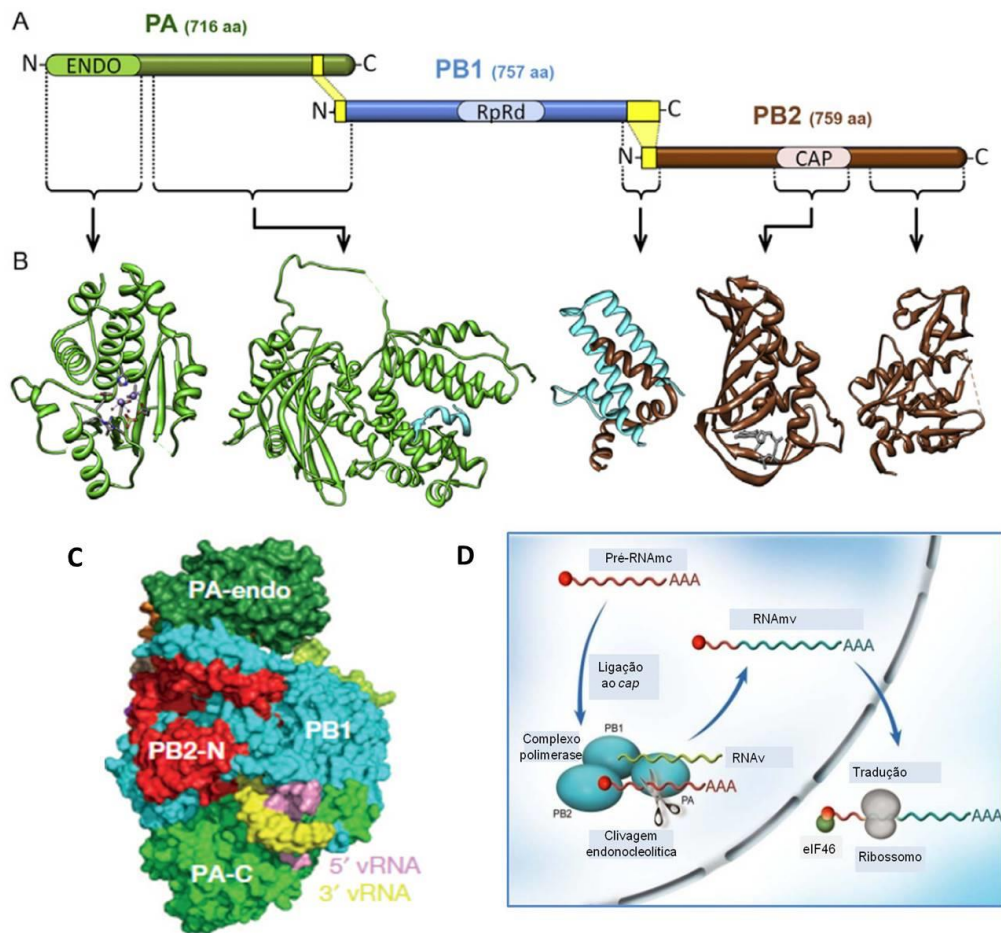 A
PA (716 aa)
N
ENDO
C
PB1 (757 aa)
N
RpRd
C
PB2 (759 aa)
N
CAP
C
B
C
PA-endo
PB2-N
PB1
PA-C
5′ vRNA
3′ vRNA
D
Pré-RNAmc
AAA
RNAmv
AAA
Ligação
ao cap
Complexo
polimerase
PB1
RNAv
AAA
PB2
PA
Clivagem
endonocleolitica
Tradução
AAA
eIF46
Ribossomo